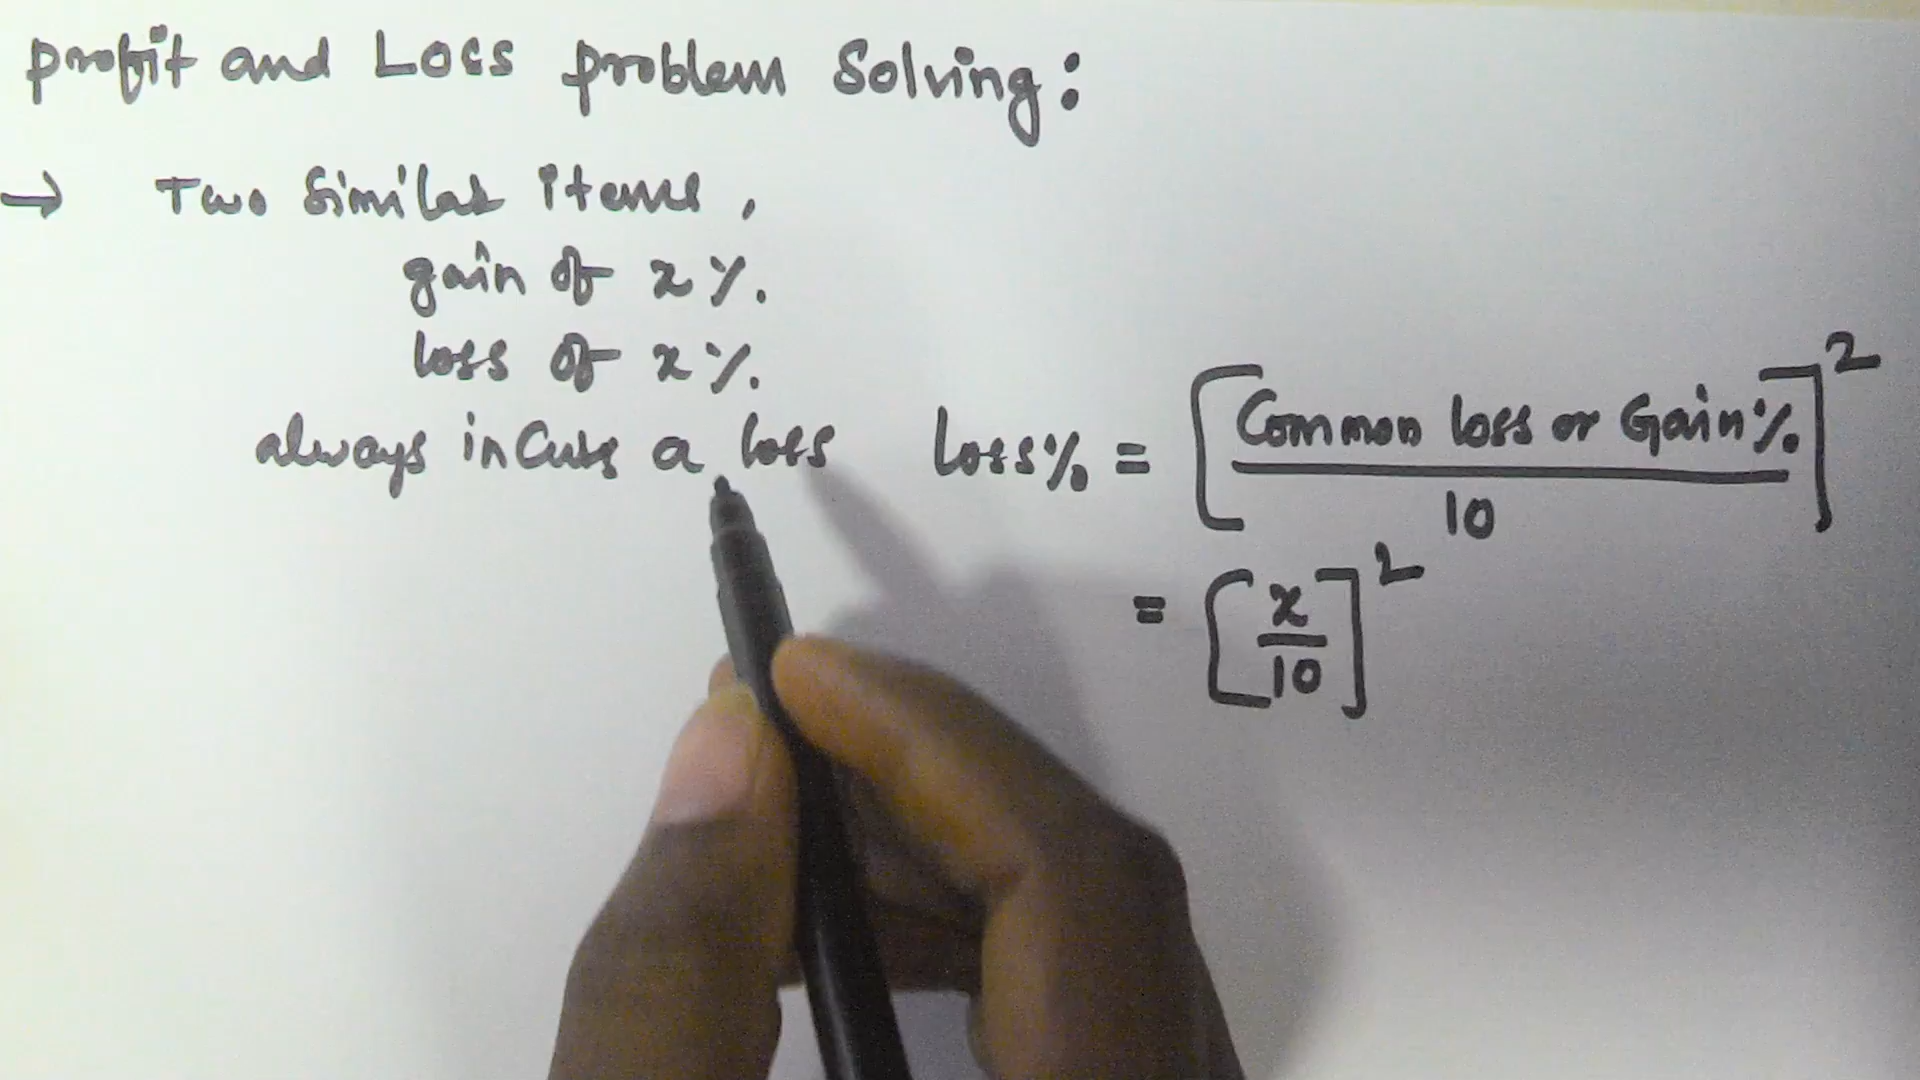 Profit and Loss problem Solving:
→ Two Similar items,
gain of x%.
loss of x%.
always incurs a loss
Loss% = [Common loss or Gain% / 10]²
= [x/10]²